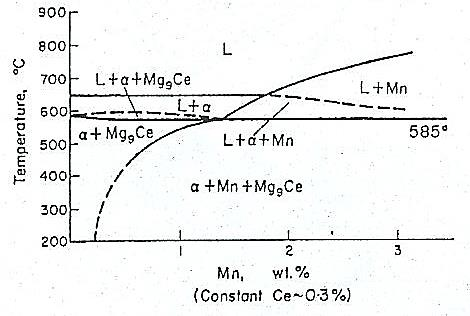 900
800
700
600
500
400
300
200
Temperature, °C
L
L+α+Mg₉Ce
L+α
L+Mn
α+Mg₉Ce
L+α+Mn
585°
α+Mn+Mg₉Ce
1
2
3
Mn, wt.%
(Constant Ce~0·3%)